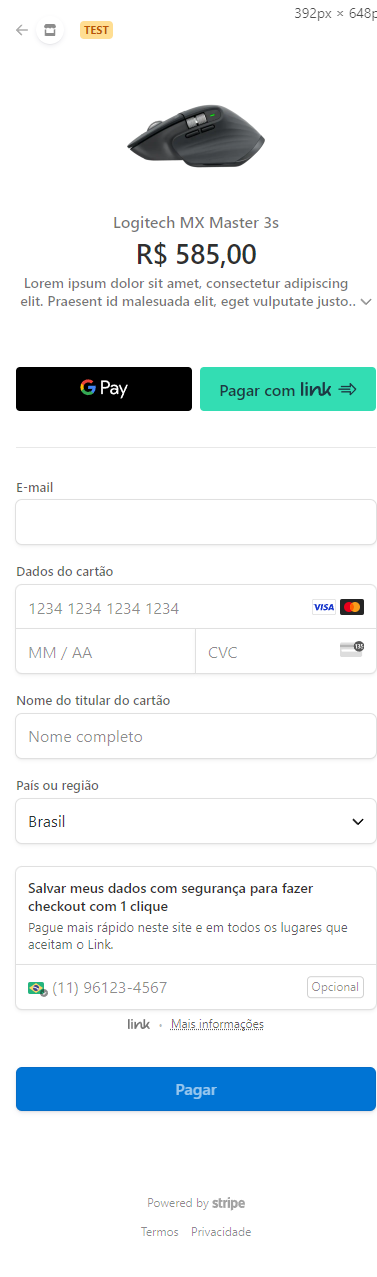 392px × 648p
TEST
Logitech MX Master 3s
R$ 585,00
Lorem ipsum dolor sit amet, consectetur adipiscing
elit. Praesent id malesuada elit, eget vulputate justo..
G Pay
Pagar com link
E-mail
Dados do cartão
1234 1234 1234 1234
VISA
MM / AA
CVC
135
Nome do titular do cartão
Nome completo
País ou região
Brasil
Salvar meus dados com segurança para fazer
checkout com 1 clique
Pague mais rápido neste site e em todos os lugares que
aceitam o Link.
(11) 96123-4567
Opcional
link • Mais informações
Pagar
Powered by stripe
Termos Privacidade